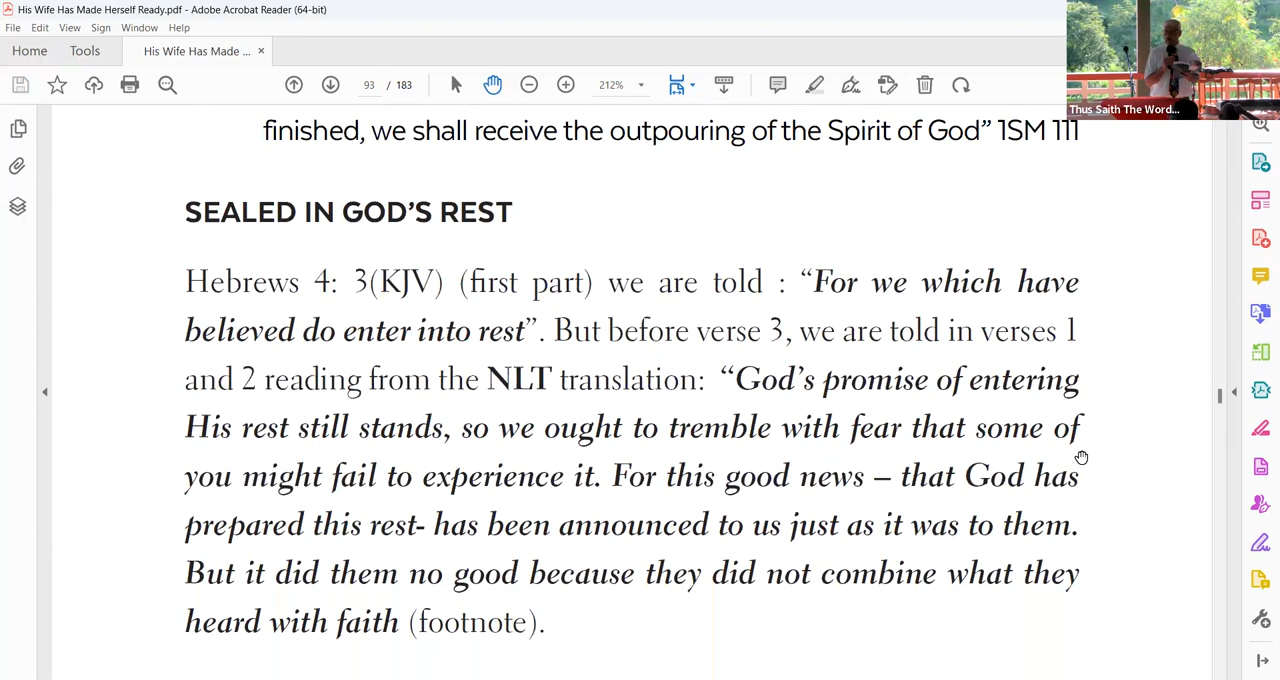 His Wife Has Made Herself Ready.pdf - Adobe Acrobat Reader (64-bit)
File Edit View Sign Window Help
Home Tools His Wife Has Made ... ×
93 / 183 212%
Thus Saith The Word...
finished, we shall receive the outpouring of the Spirit of God” 1SM 111
SEALED IN GOD’S REST
Hebrews 4: 3(KJV) (first part) we are told : “For we which have
believed do enter into rest”. But before verse 3, we are told in verses 1
and 2 reading from the NLT translation: “God’s promise of entering
His rest still stands, so we ought to tremble with fear that some of
you might fail to experience it. For this good news – that God has
prepared this rest- has been announced to us just as it was to them.
But it did them no good because they did not combine what they
heard with faith (footnote).